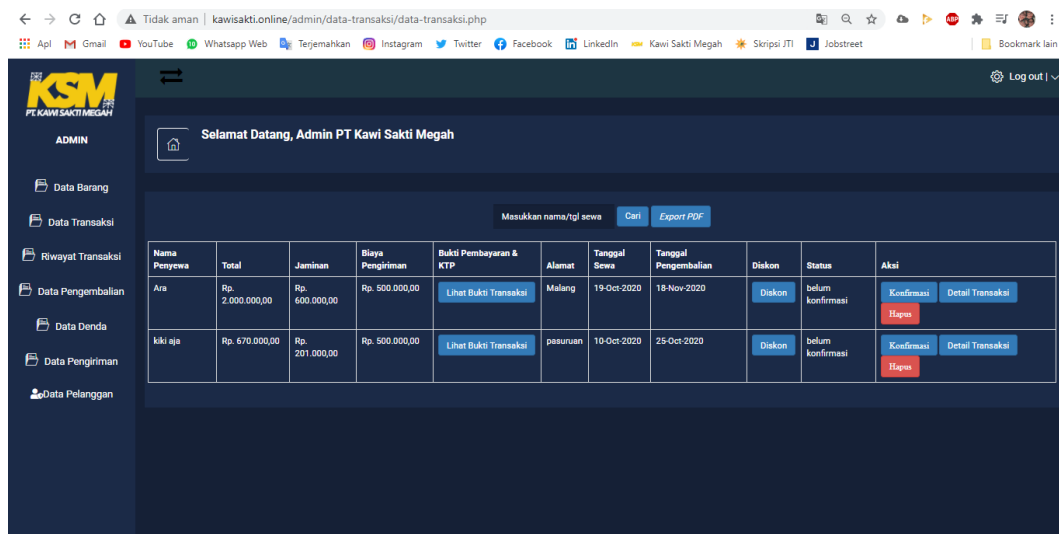 Tidak aman | kawisakti.online/admin/data-transaksi/data-transaksi.php
Apl Gmail YouTube Whatsapp Web Terjemahkan Instagram Twitter Facebook LinkedIn Kawi Sakti Megah Skripsi JTI Jobstreet Bookmark lain
KSM
PT. KAWI SAKTI MEGAH
Log out |
ADMIN
Selamat Datang, Admin PT Kawi Sakti Megah
Data Barang
Data Transaksi
Riwayat Transaksi
Data Pengembalian
Data Denda
Data Pengiriman
Data Pelanggan
Masukkan nama/tgl sewa Cari Export PDF
Nama Penyewa Total Jaminan Biaya Pengiriman Bukti Pembayaran & KTP Alamat Tanggal Sewa Tanggal Pengembalian Diskon Status Aksi
Ara Rp. 2.000.000,00 Rp. 600.000,00 Rp. 500.000,00 Lihat Bukti Transaksi Malang 19-Oct-2020 18-Nov-2020 Diskon belum konfirmasi Konfirmasi Detail Transaksi Hapus
kiki aja Rp. 670.000,00 Rp. 201.000,00 Rp. 500.000,00 Lihat Bukti Transaksi pasuruan 10-Oct-2020 25-Oct-2020 Diskon belum konfirmasi Konfirmasi Detail Transaksi Hapus